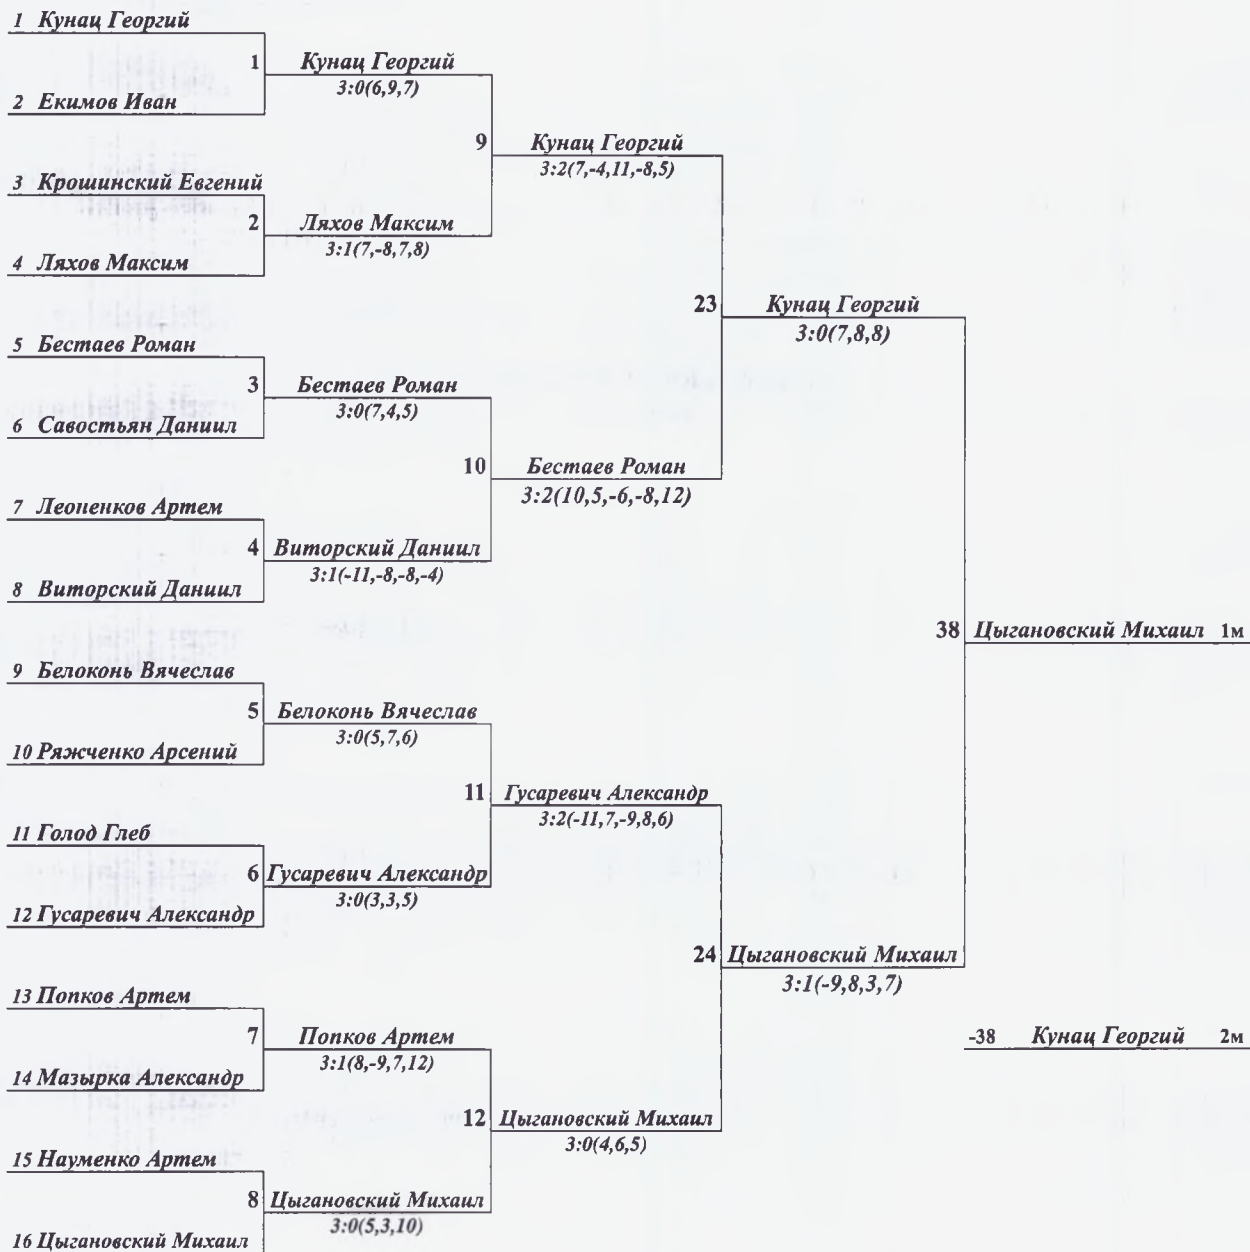 1 Кунац Георгий
1 Кунац Георгий
3:0(6,9,7)
2 Екимов Иван
9 Кунац Георгий
3:2(7,-4,11,-8,5)
3 Крошинский Евгений
2 Ляхов Максим
3:1(7,-8,7,8)
4 Ляхов Максим
23 Кунац Георгий
3:0(7,8,8)
5 Бестаев Роман
3 Бестаев Роман
3:0(7,4,5)
6 Савостьян Даниил
10 Бестаев Роман
3:2(10,5,-6,-8,12)
7 Леоненков Артем
4 Виторский Даниил
3:1(-11,-8,-8,-4)
8 Виторский Даниил
38 Цыгановский Михаил 1м
9 Белоконь Вячеслав
5 Белоконь Вячеслав
3:0(5,7,6)
10 Ряжченко Арсений
11 Гусаревич Александр
3:2(-11,7,-9,8,6)
11 Голод Глеб
6 Гусаревич Александр
3:0(3,3,5)
12 Гусаревич Александр
24 Цыгановский Михаил
3:1(-9,8,3,7)
13 Попков Артем
7 Попков Артем
3:1(8,-9,7,12)
-38 Кунац Георгий 2м
14 Мазырка Александр
12 Цыгановский Михаил
3:0(4,6,5)
15 Науменко Артем
8 Цыгановский Михаил
3:0(5,3,10)
16 Цыгановский Михаил